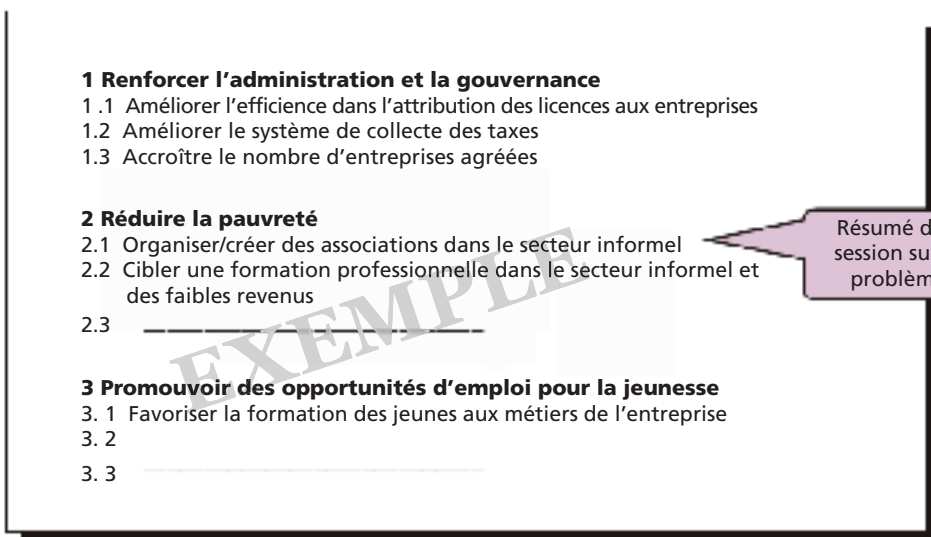 1 Renforcer l’administration et la gouvernance
1 .1 Améliorer l’efficience dans l’attribution des licences aux entreprises
1.2 Améliorer le système de collecte des taxes
1.3 Accroître le nombre d’entreprises agréées
2 Réduire la pauvreté
2.1 Organiser/créer des associations dans le secteur informel
2.2 Cibler une formation professionnelle dans le secteur informel et
des faibles revenus
2.3
3 Promouvoir des opportunités d’emploi pour la jeunesse
3. 1 Favoriser la formation des jeunes aux métiers de l’entreprise
3. 2
3. 3
EXEMPLE
Résumé
session